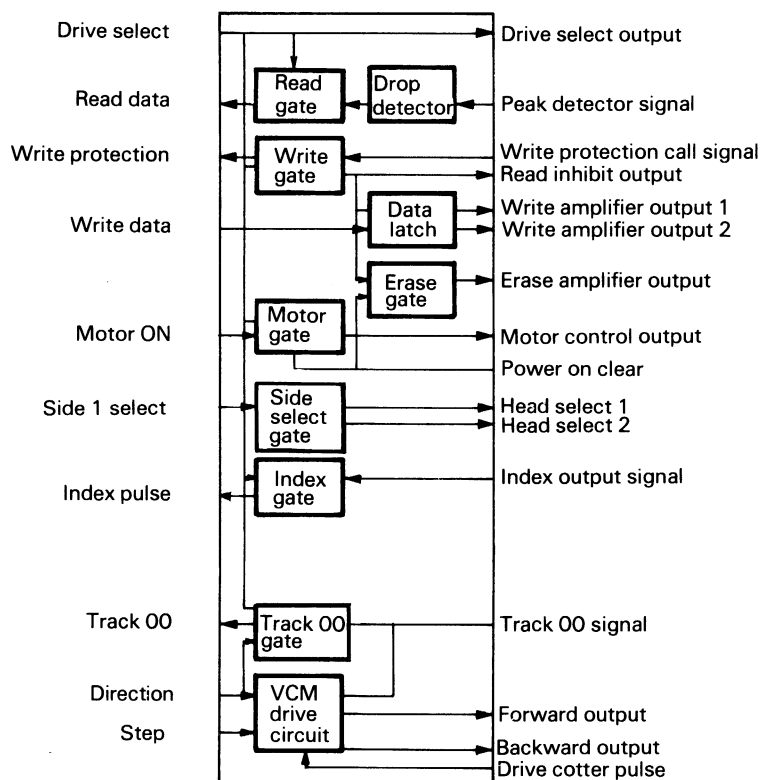 Drive select
Drive select output
Read
gate
Drop
detector
Read data
Peak detector signal
Write protection
Write
gate
Write protection call signal
Read inhibit output
Write data
Data
latch
Write amplifier output 1
Write amplifier output 2
Erase
gate
Erase amplifier output
Motor ON
Motor
gate
Motor control output
Power on clear
Side 1 select
Side
select
gate
Head select 1
Head select 2
Index pulse
Index
gate
Index output signal
Track 00
Track 00
gate
Track 00 signal
Direction
Step
VCM
drive
circuit
Forward output
Backward output
Drive cotter pulse